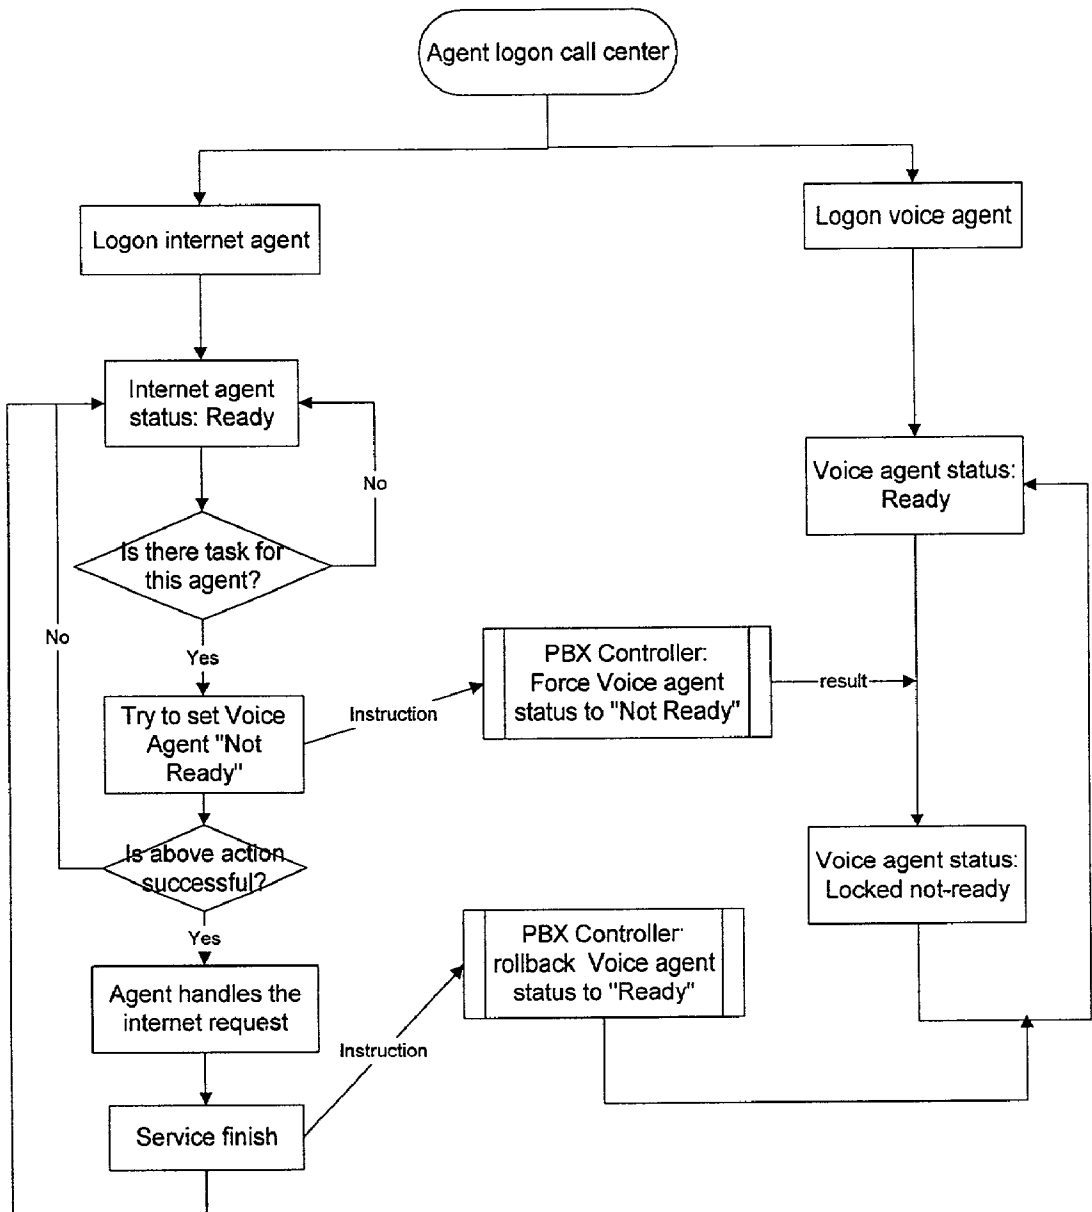 Agent logon call center
Logon internet agent
Logon voice agent
Internet agent
status: Ready
No
Voice agent status:
Ready
Is there task for
this agent?
No
Yes
PBX Controller:
Force Voice agent
status to "Not Ready"
result
Try to set Voice
Agent "Not
Ready"
Instruction
Is above action
successful?
Voice agent status:
Locked not-ready
Yes
PBX Controller
rollback Voice agent
status to "Ready"
Agent handles the
internet request
Instruction
Service finish